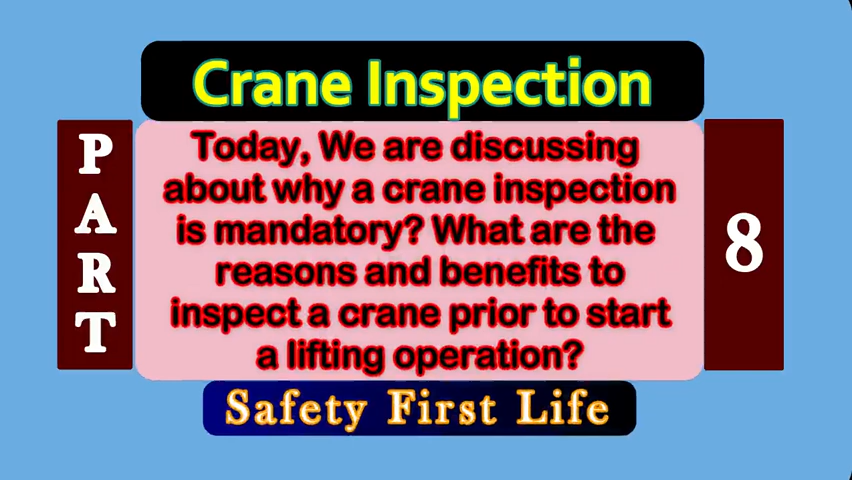 Crane Inspection
PART
Today, We are discussing
about why a crane inspection
is mandatory? What are the
reasons and benefits to
inspect a crane prior to start
a lifting operation?
8
Safety First Life